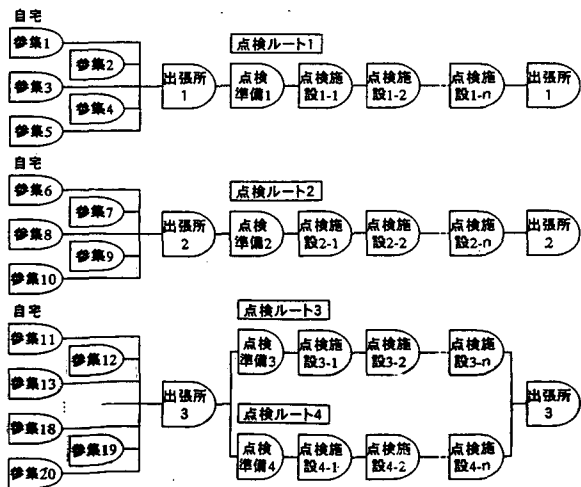 自宅
参集1
参集2
参集3
参集4
参集5
出張所
1
点検ルート1
点検
準備1
点検施
設1-1
点検施
設1-2
点検施
設1-n
出張所
1
自宅
参集6
参集7
参集8
参集9
参集10
出張所
2
点検ルート2
点検
準備2
点検施
設2-1
点検施
設2-2
点検施
設2-n
出張所
2
自宅
参集11
参集12
参集13
参集18
参集19
参集20
出張所
3
点検ルート3
点検
準備3
点検施
設3-1
点検施
設3-2
点検施
設3-n
点検ルート4
点検
準備4
点検施
設4-1
点検施
設4-2
点検施
設4-n
出張所
3